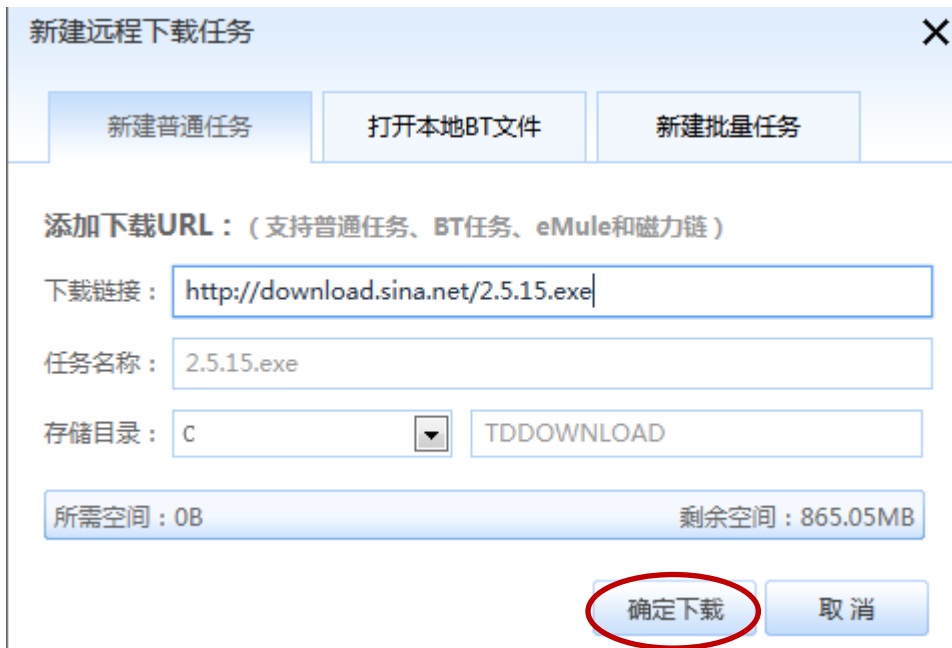 新建远程下载任务
新建普通任务 打开本地BT文件 新建批量任务
添加下载URL：（支持普通任务、BT任务、eMule和磁力链）
下载链接： http://download.sina.net/2.5.15.exe
任务名称： 2.5.15.exe
存储目录： C TDDOWNLOAD
所需空间：0B 剩余空间：865.05MB
确定下载 取消